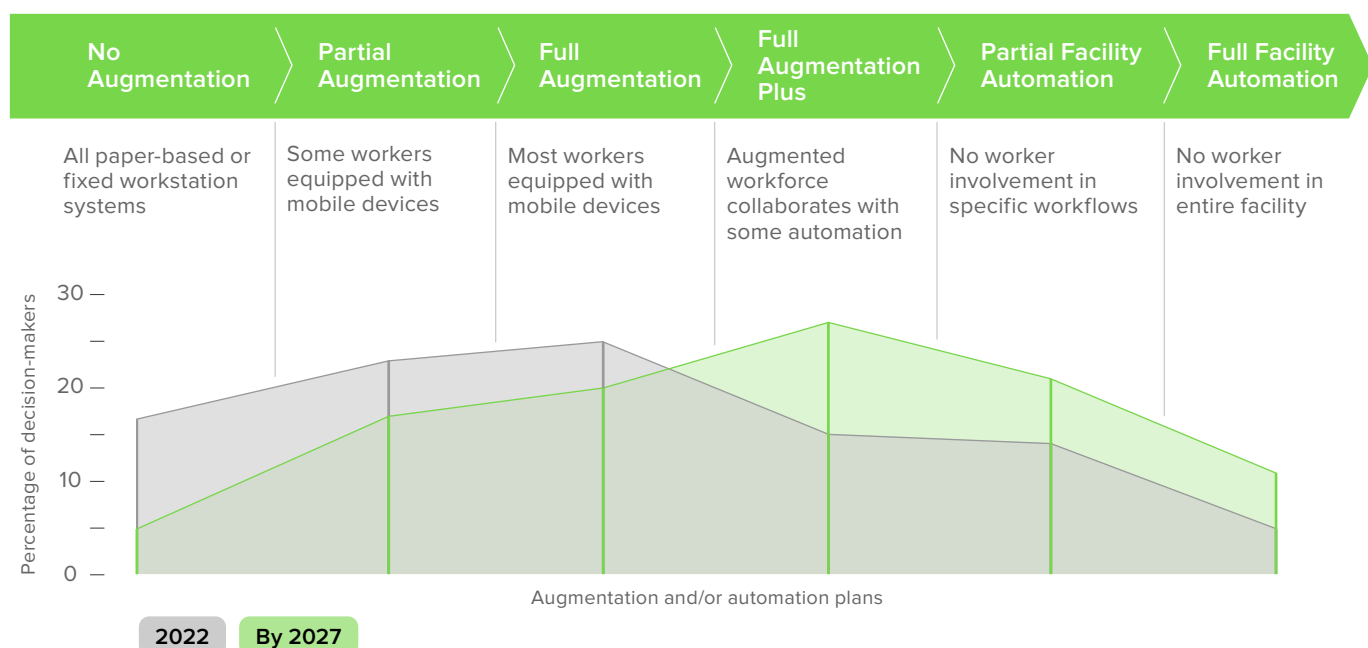 No
Augmentation
Partial
Augmentation
Full
Augmentation
Full
Augmentation
Plus
Partial Facility
Automation
Full Facility
Automation
All paper-based or
fixed workstation
systems
Some workers
equipped with
mobile devices
Most workers
equipped with
mobile devices
Augmented
workforce
collaborates with
some automation
No worker
involvement in
specific workflows
No worker
involvement in
entire facility
Percentage of decision-makers
30
20
10
0
Augmentation and/or automation plans
2022
By 2027